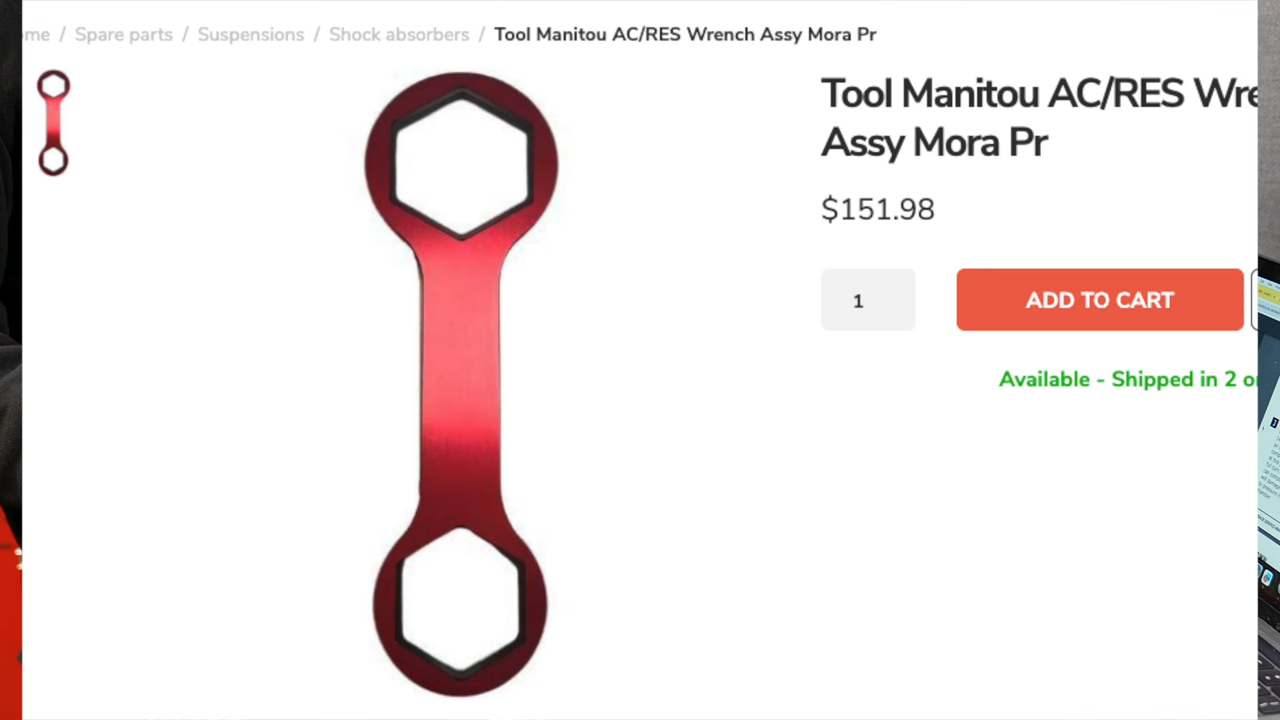 me / Spare parts / Suspensions / Shock absorbers / Tool Manitou AC/RES Wrench Assy Mora Pr
Tool Manitou AC/RES Wre
Assy Mora Pr
$151.98
1
ADD TO CART
Available - Shipped in 2 o